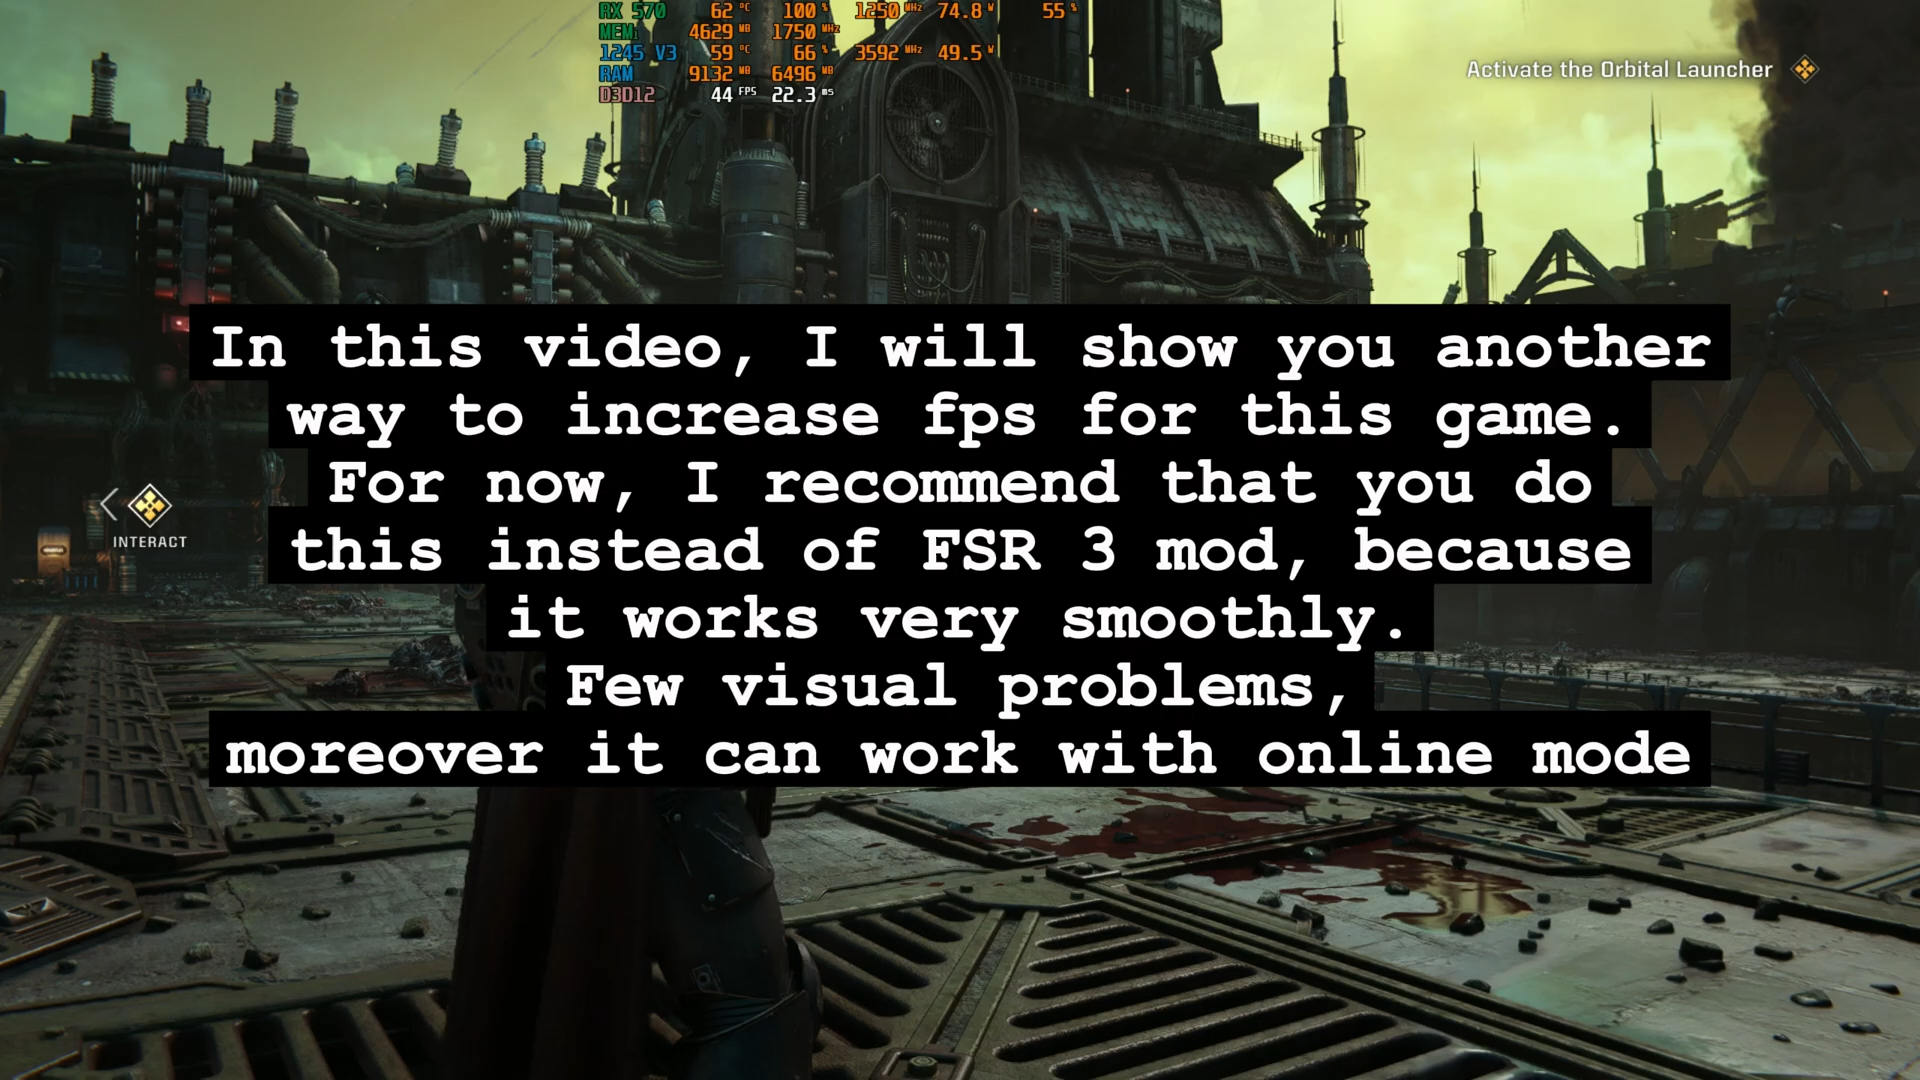 RX 570 62 °C 100 % 1250 MHz 74.8 W 55 %
MEM1 4629 MB 1750 MHz
1245 V3 59 °C 66 % 3592 MHz 49.5 W
RAM 9132 MB 6496 MB
D3D12 44 FPS 22.3 ms
Activate the Orbital Launcher
In this video, I will show you another
way to increase fps for this game.
For now, I recommend that you do
this instead of FSR 3 mod, because
it works very smoothly.
Few visual problems,
moreover it can work with online mode
INTERACT